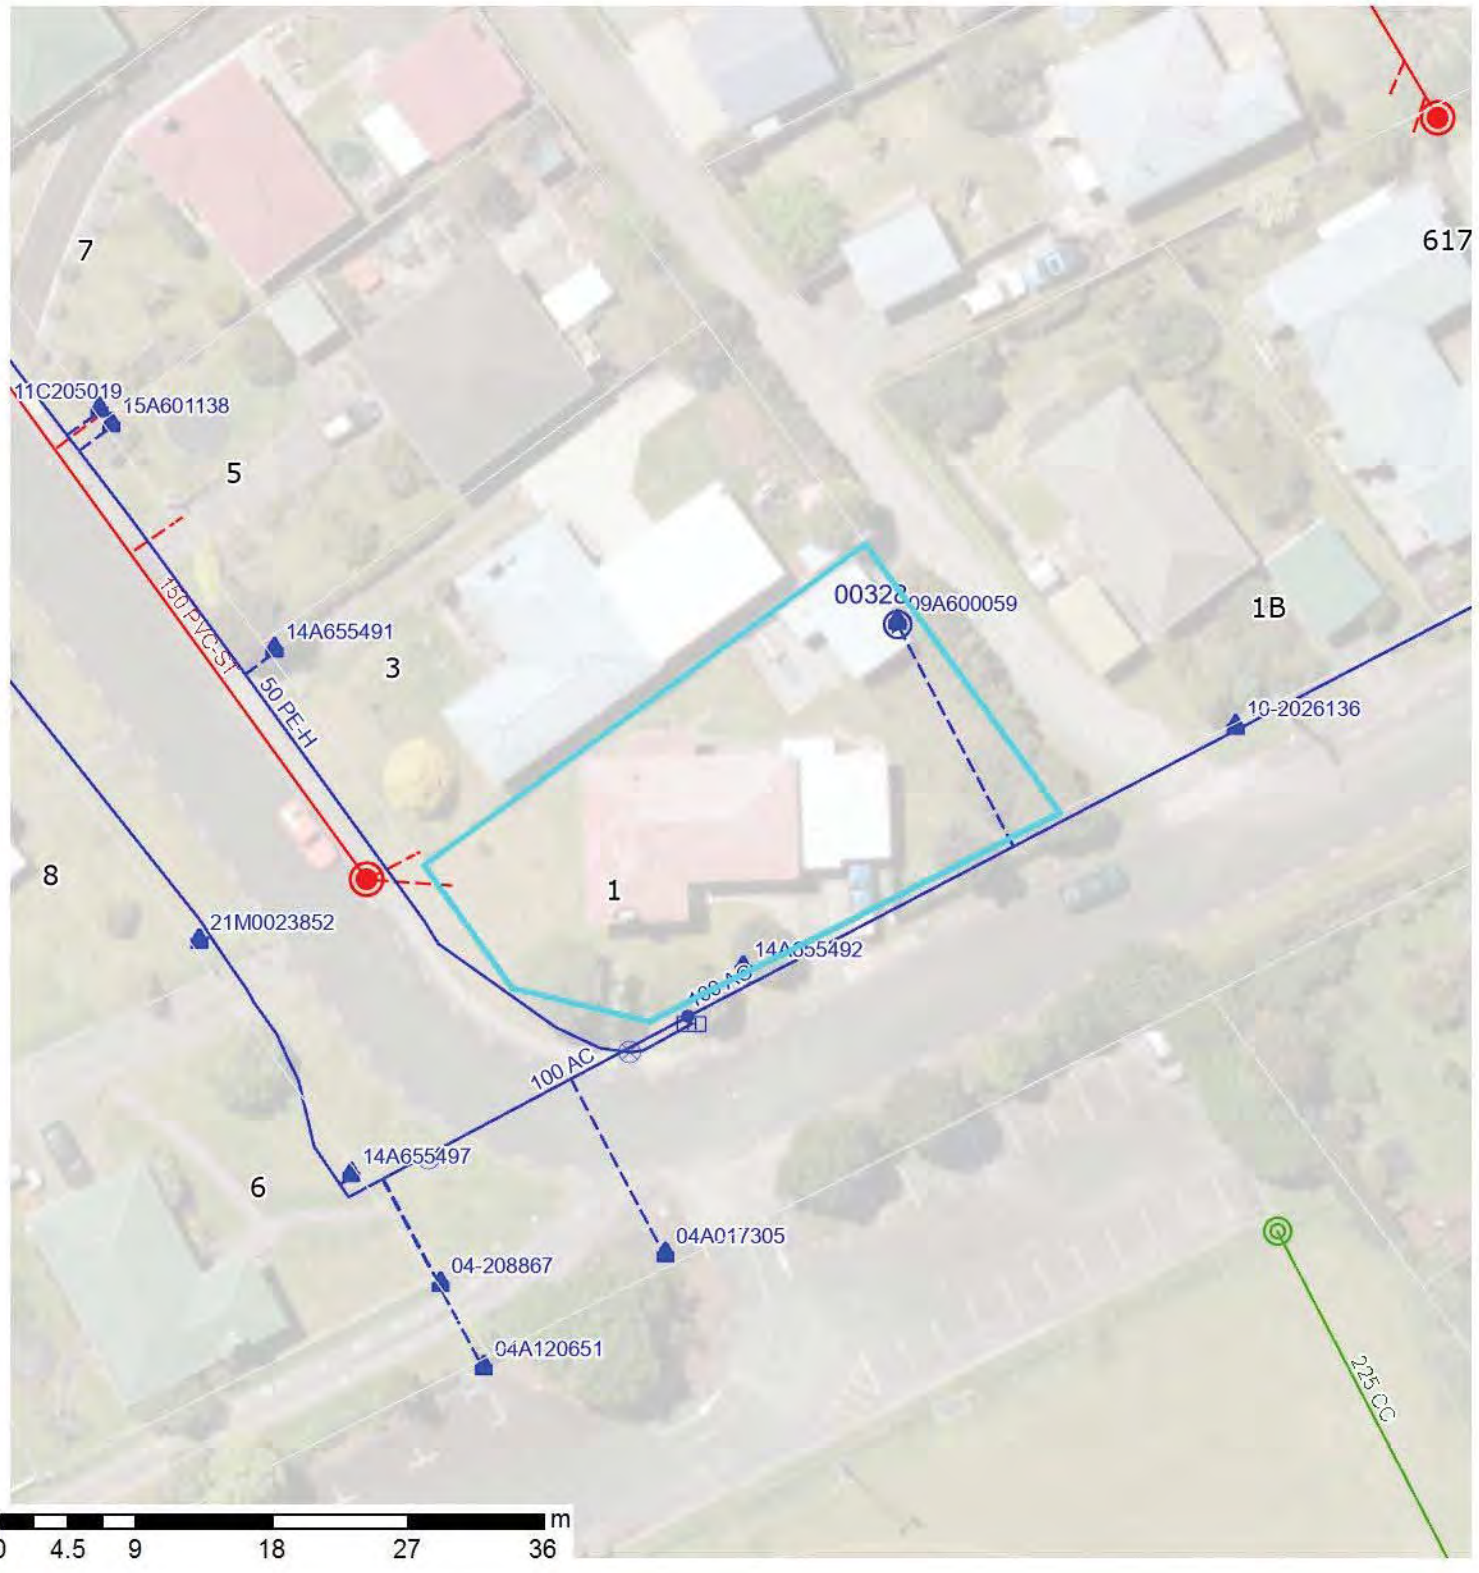 7
617
11C205019
15A601138
5
150 PVC-ST
00328
09A600059
1B
14A655491
3
50 PE-H
10-2026136
8
1
21M0023852
14A655492
100 AC
100 AC
14A655497
6
04A017305
04-208867
04A120651
225 CC
m
0 4.5 9 18 27 36